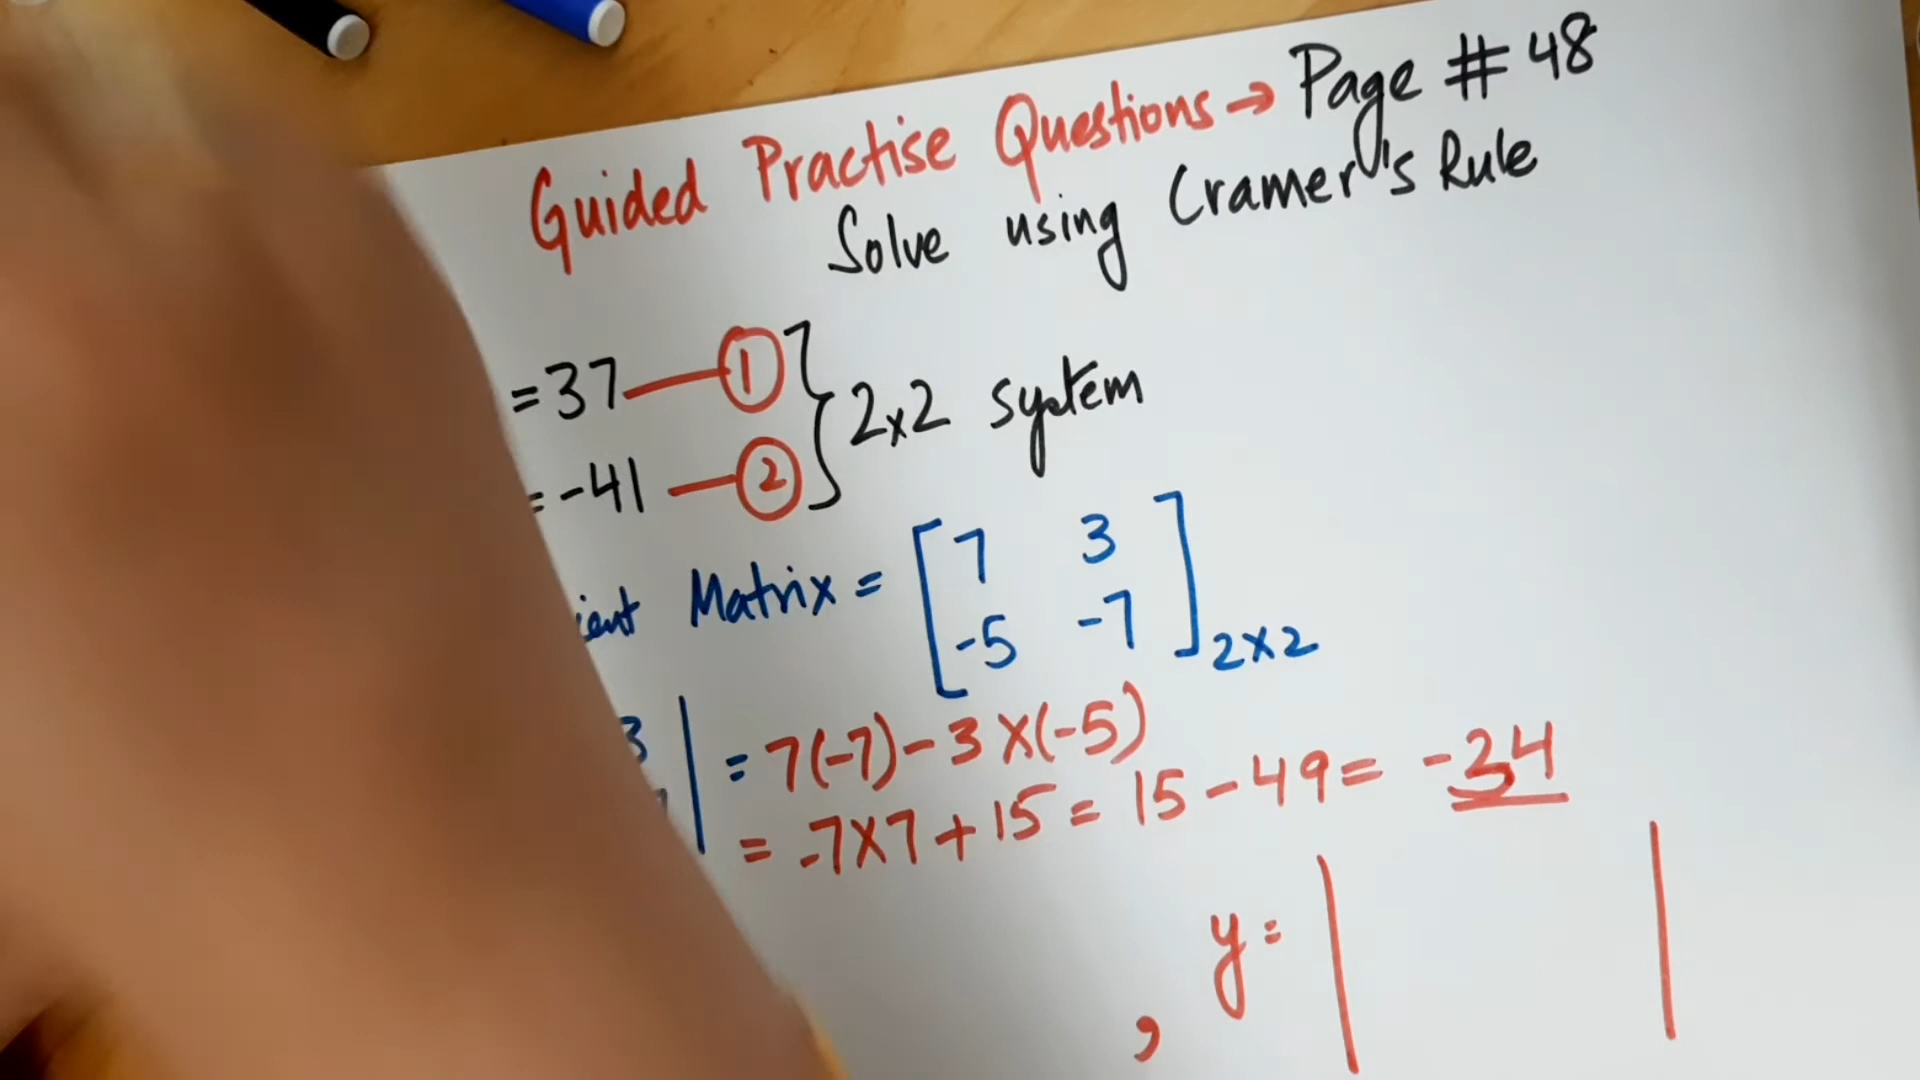 Guided Practise Questions → Page # 48
Solve using Cramer's Rule
=37 — ①
= -41 — ②
} 2x2 system
Matrix = [7 3
-5 -7] 2x2
3 | = 7(-7) - 3 x(-5)
= -7x7 + 15 = 15 - 49 = -34
, y = | |